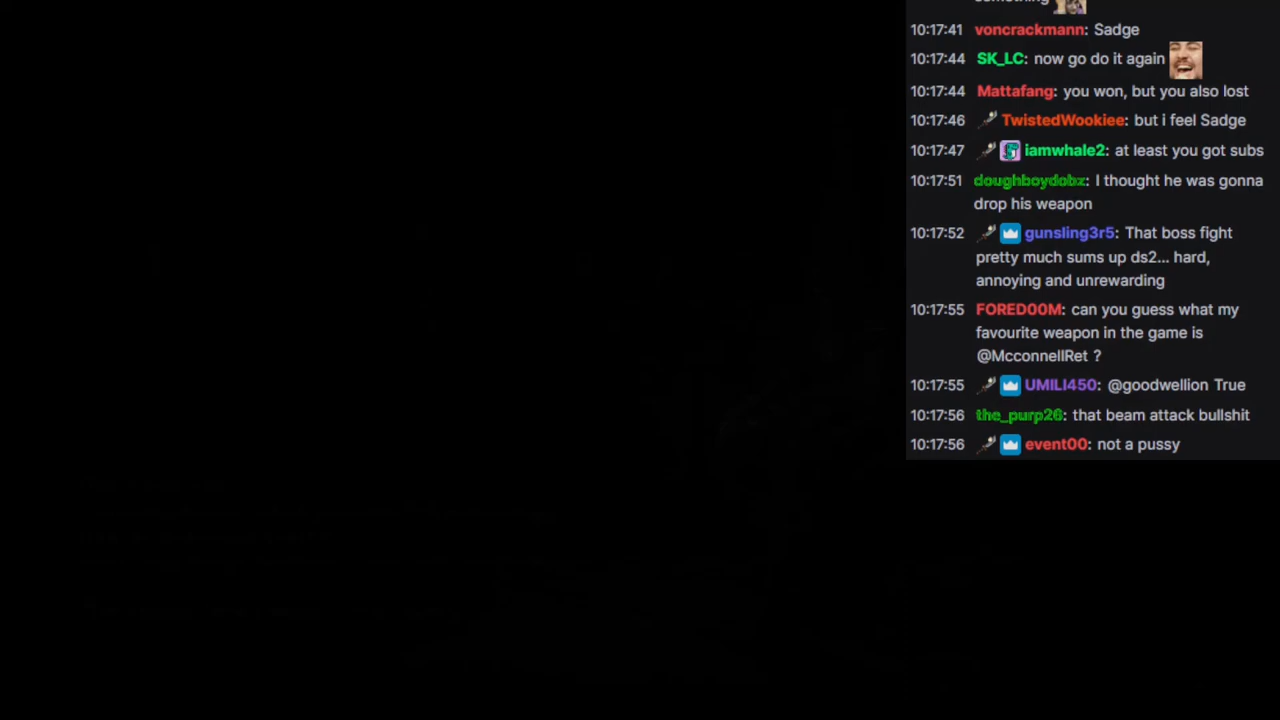 something
10:17:41 voncrackmann: Sadge
10:17:44 SK_LC: now go do it again
10:17:44 Mattafang: you won, but you also lost
10:17:46 TwistedWookiee: but i feel Sadge
10:17:47 iamwhale2: at least you got subs
10:17:51 doughboydobz: I thought he was gonna
drop his weapon
10:17:52 gunsling3r5: That boss fight
pretty much sums up ds2... hard,
annoying and unrewarding
10:17:55 FORED00M: can you guess what my
favourite weapon in the game is
@McconnellRet ?
10:17:55 UMILI450: @goodwellion True
10:17:56 the_purp26: that beam attack bullshit
10:17:56 event00: not a pussy